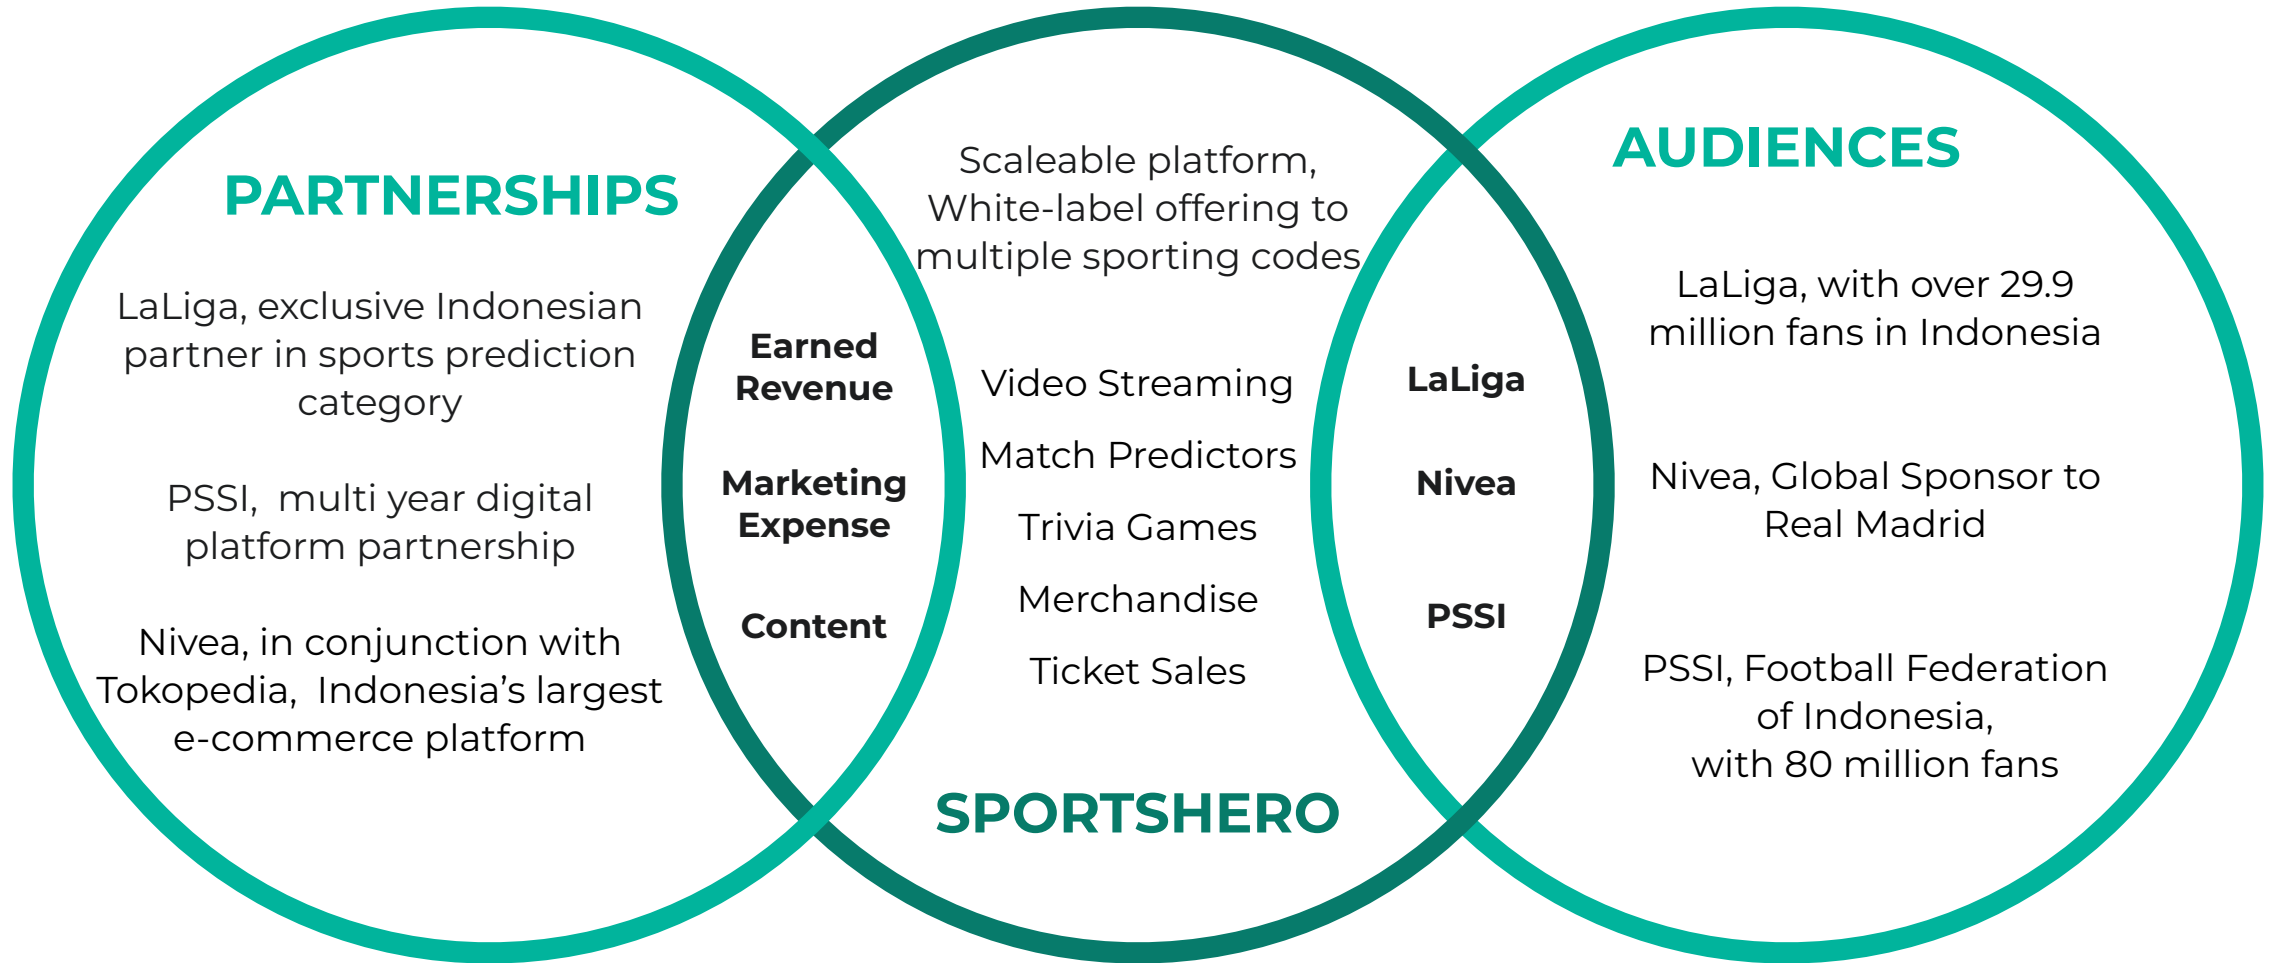 PARTNERSHIPS
LaLiga, exclusive Indonesian
partner in sports prediction
category
PSSI, multi year digital
platform partnership
Nivea, in conjunction with
Tokopedia, Indonesia's largest
e-commerce platform
Earned
Revenue
Marketing
Expense
Content
Scaleable platform,
White-label offering to
multiple sporting codes
Video Streaming
Match Predictors
Trivia Games
Merchandise
Ticket Sales
SPORTSHERO
LaLiga
Nivea
PSSI
AUDIENCES
LaLiga, with over 29.9
million fans in Indonesia
Nivea, Global Sponsor to
Real Madrid
PSSI, Football Federation
of Indonesia,
with 80 million fans